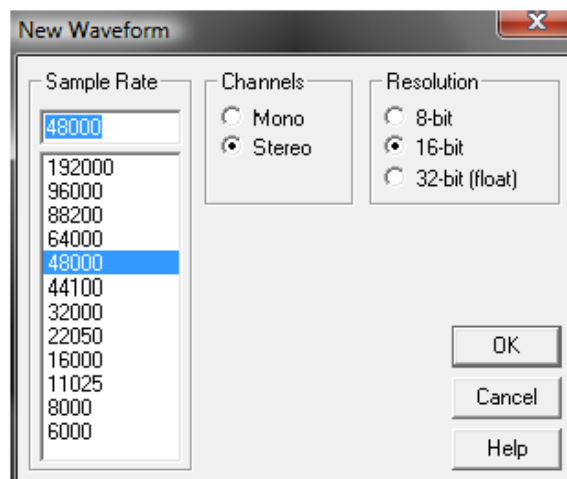 New Waveform
Sample Rate
48000
192000
96000
88200
64000
48000
44100
32000
22050
16000
11025
8000
6000
Channels
Mono
Stereo
Resolution
8-bit
16-bit
32-bit (float)
OK
Cancel
Help